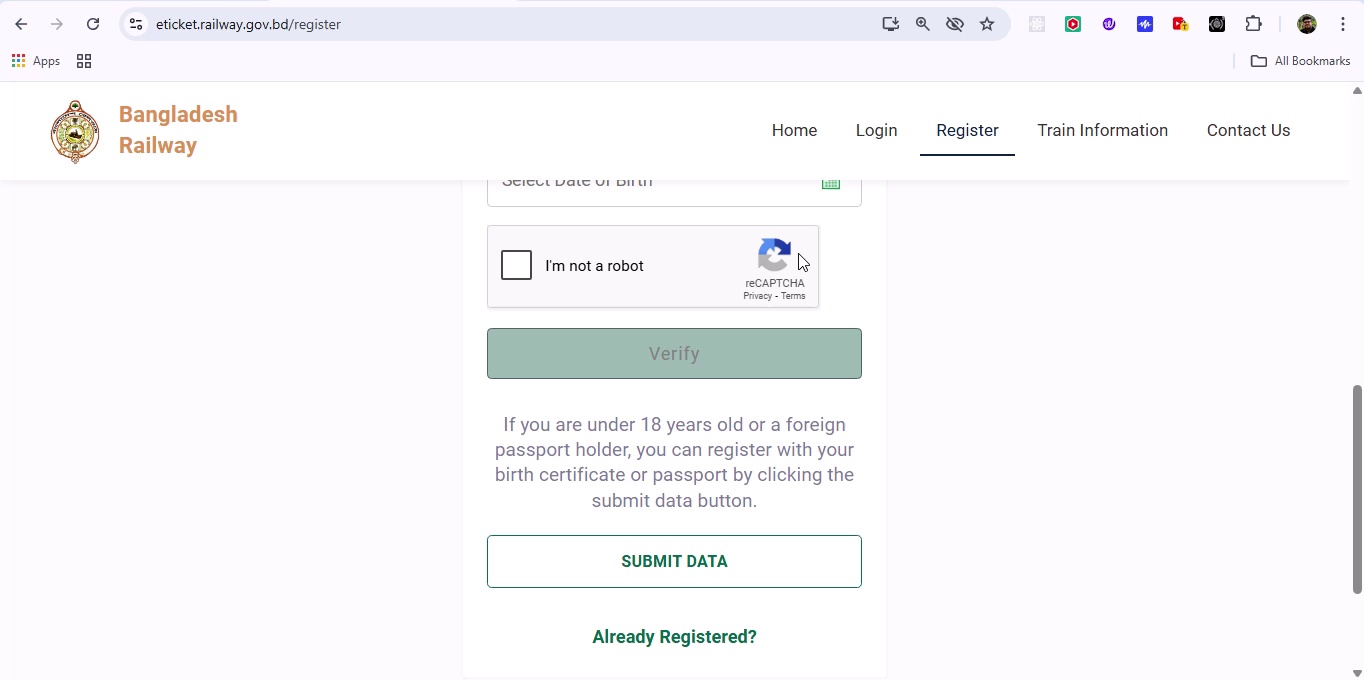 eticket.railway.gov.bd/register
Apps
All Bookmarks
Bangladesh
Railway
Home
Login
Register
Train Information
Contact Us
Select Date of Birth
I'm not a robot
reCAPTCHA
Privacy - Terms
Verify
If you are under 18 years old or a foreign
passport holder, you can register with your
birth certificate or passport by clicking the
submit data button.
SUBMIT DATA
Already Registered?